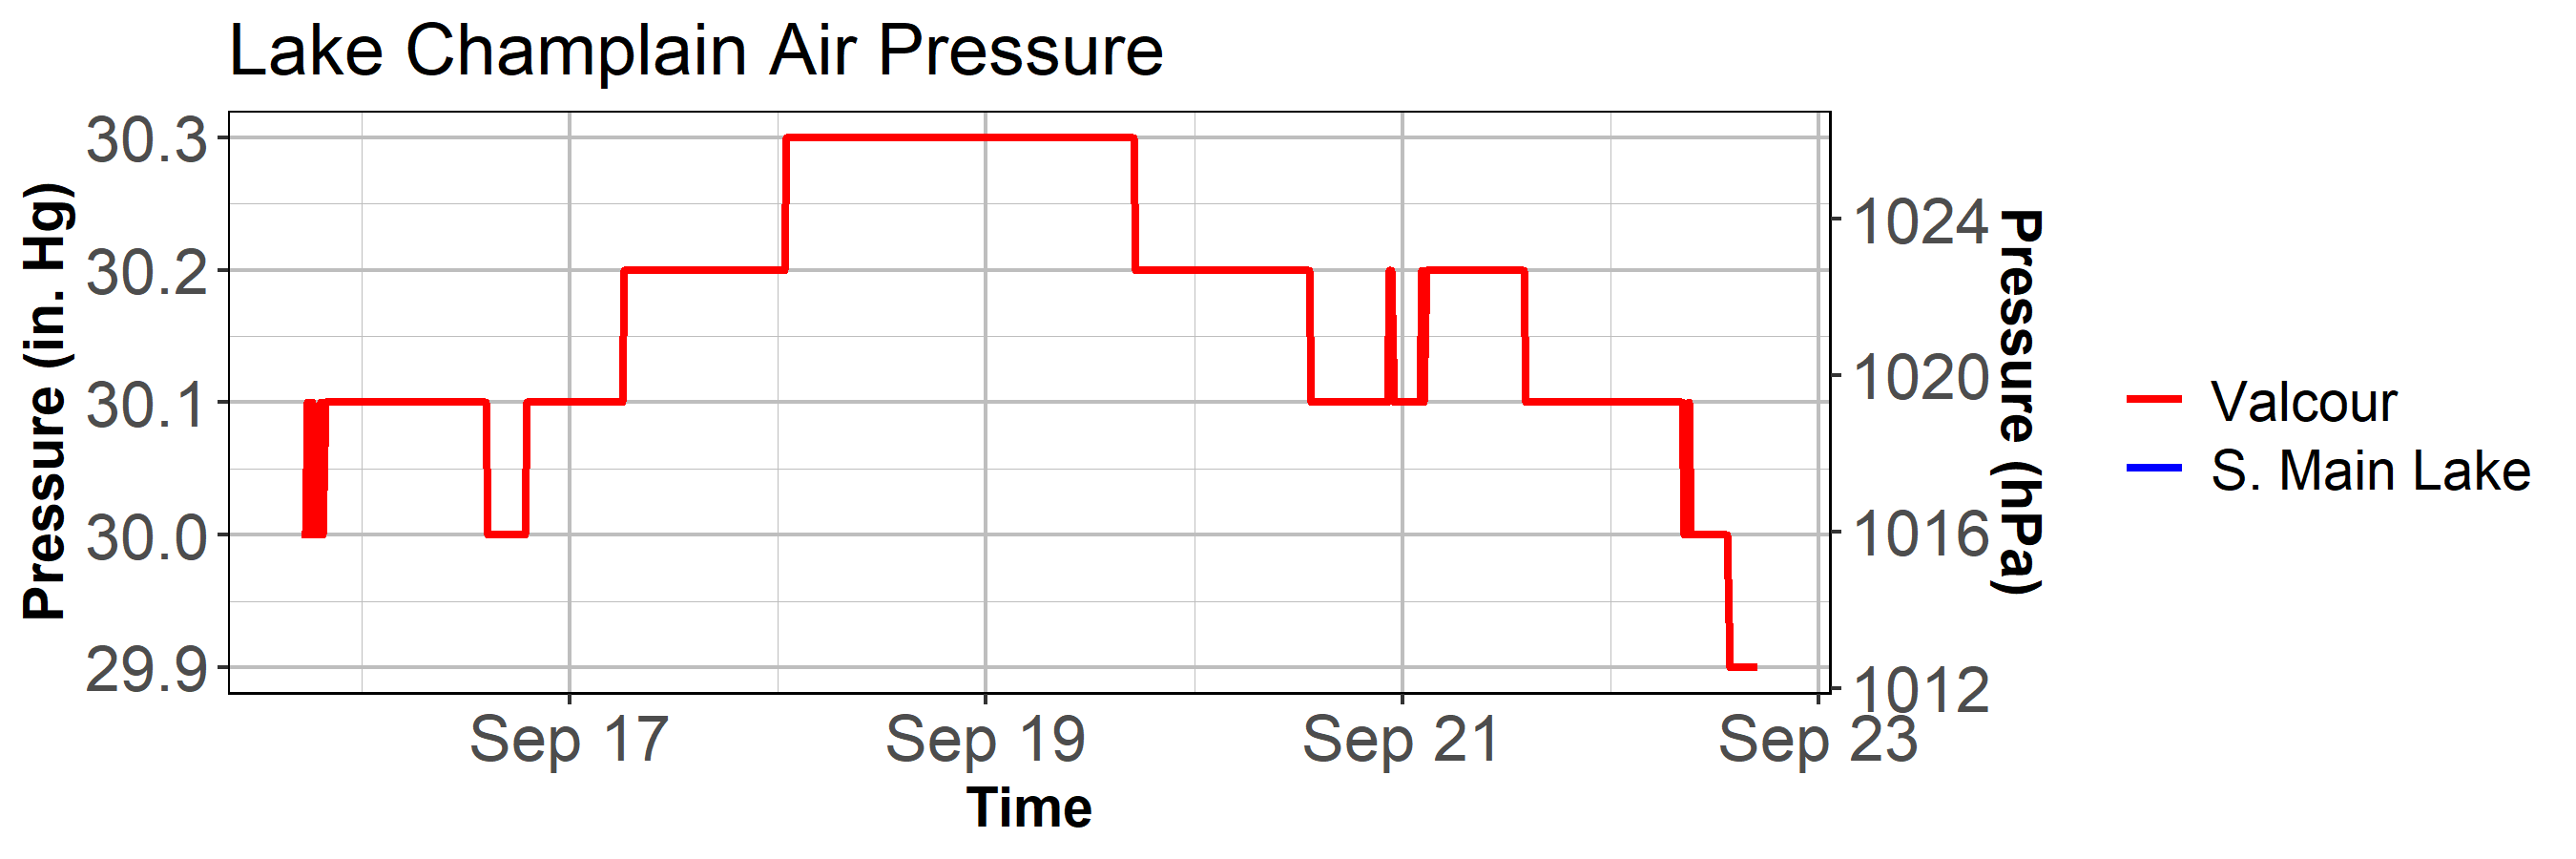 Lake Champlain Air Pressure
Pressure (in. Hg)
30.3
30.2
30.1
30.0
29.9
1024
1020
1016
1012
Pressure (hPa)
Sep 17
Sep 19
Sep 21
Sep 23
Time
Valcour
S. Main Lake